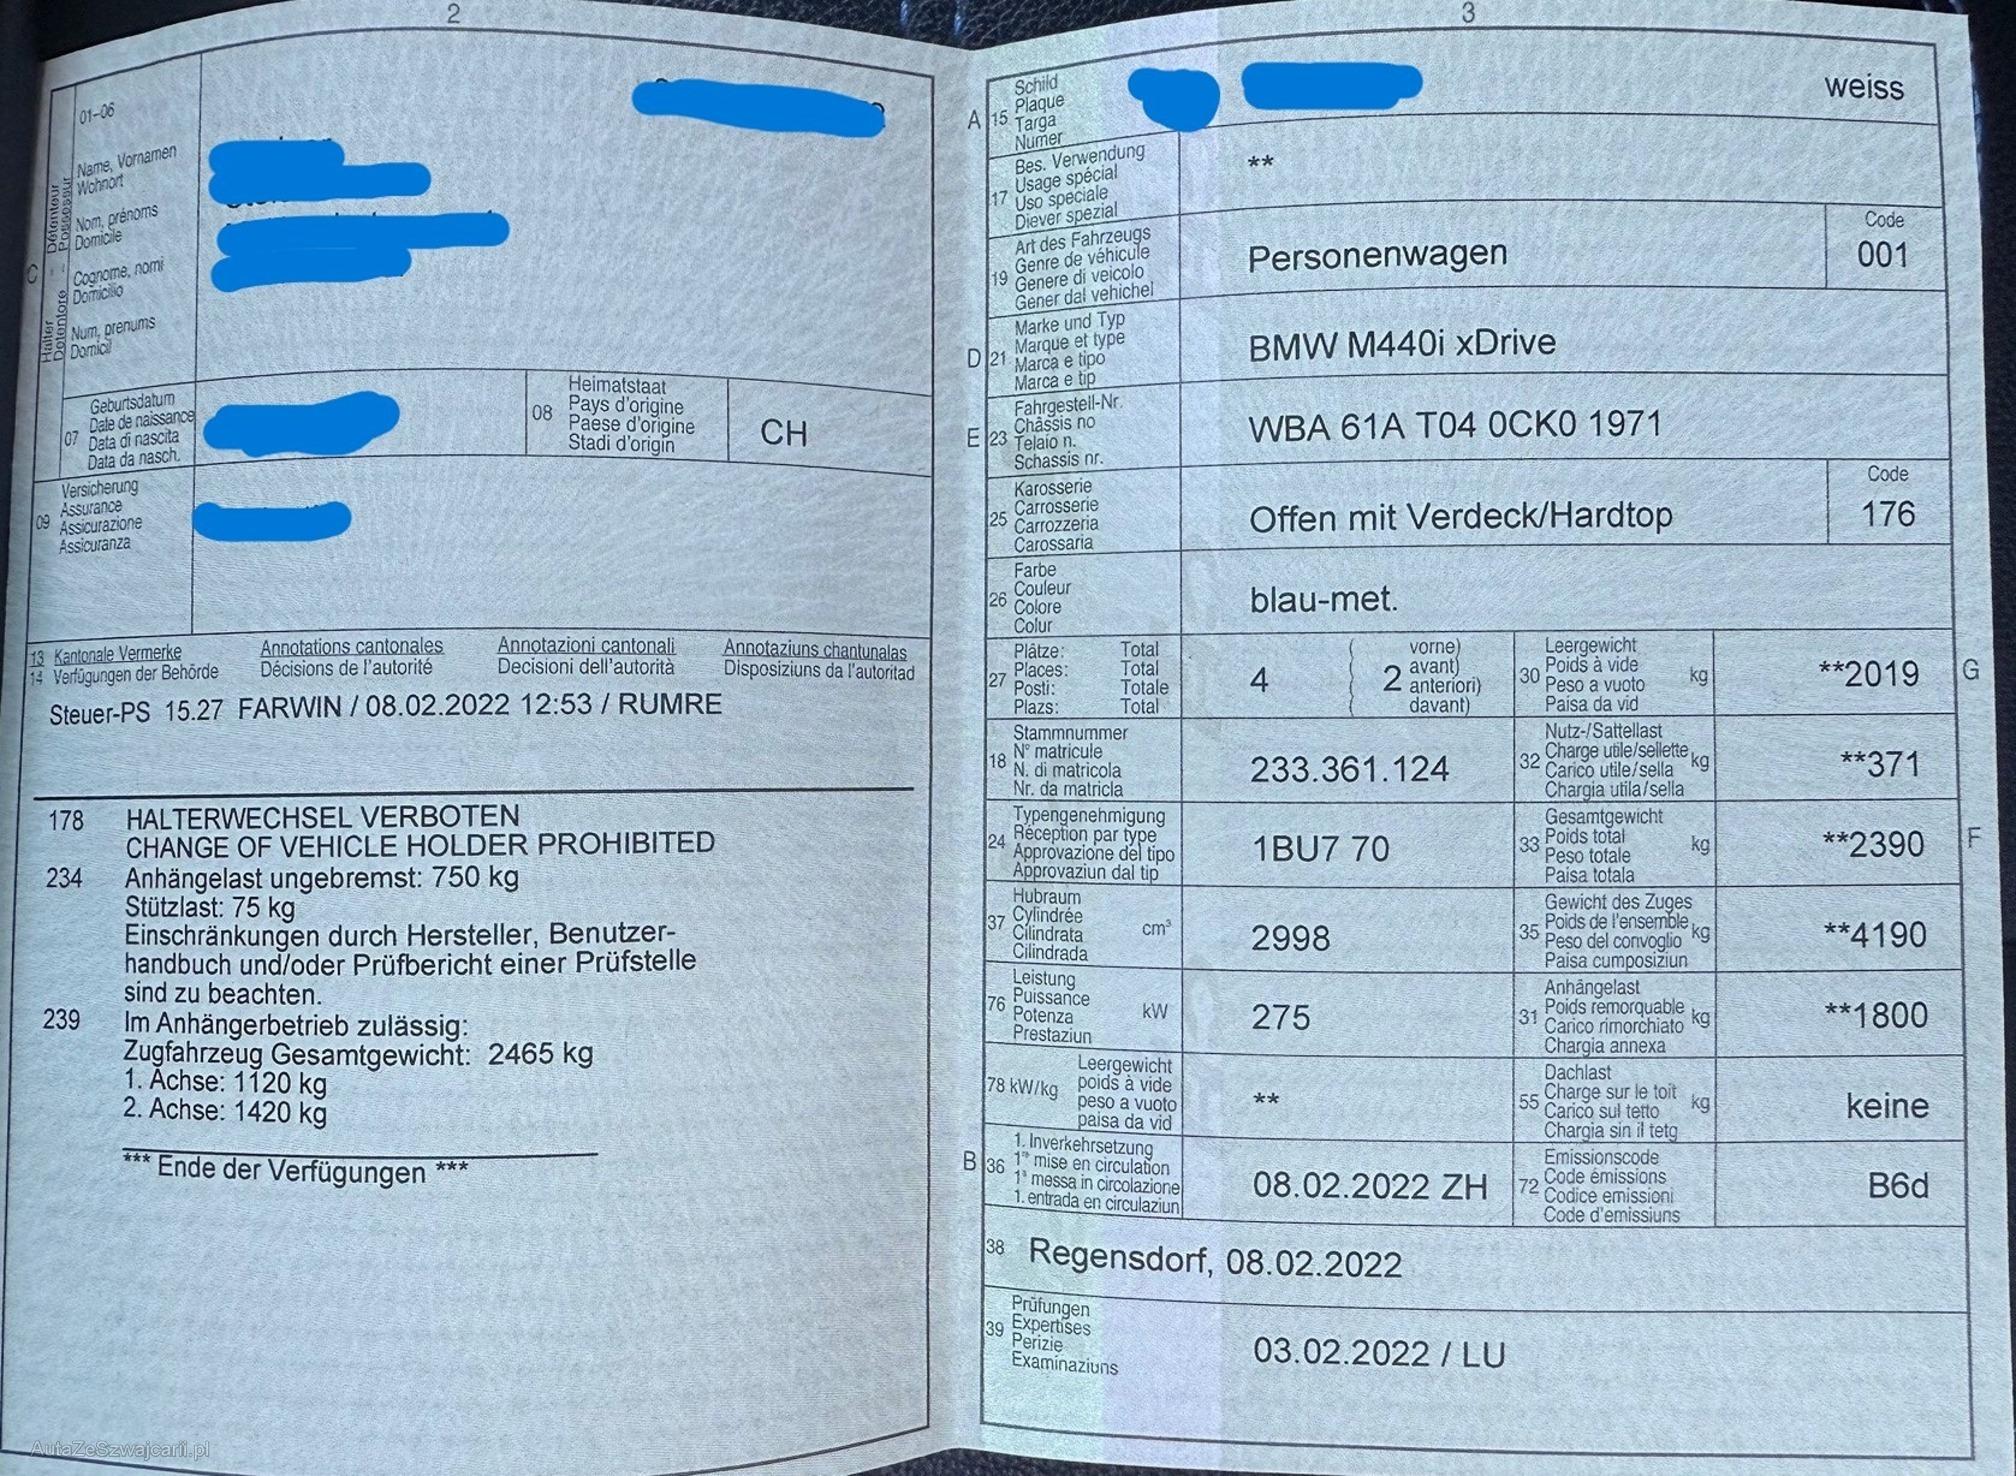 2
01–06
Name, Vornamen
Wohnort
Nom, prénoms
Domicile
Cognome, nomi
Domicilio
Num, prenums
Domicil
C
Halter
Détenteur
Detentore
Possessur
07
Geburtsdatum
Date de naissance
Data di nascita
Data da nasch.
08
Heimatstaat
Pays d'origine
Paese d'origine
Stadi d'origin
CH
09
Versicherung
Assurance
Assicurazione
Assicuranza
13 Kantonale Vermerke Annotations cantonales Annotazioni cantonali Annotaziuns chantunalas
14 Verfügungen der Behörde Décisions de l'autorité Decisioni dell'autorità Disposiziuns da l'autoritad
Steuer-PS 15.27 FARWIN / 08.02.2022 12:53 / RUMRE
178 HALTERWECHSEL VERBOTEN
CHANGE OF VEHICLE HOLDER PROHIBITED
234 Anhängelast ungebremst: 750 kg
Stützlast: 75 kg
Einschränkungen durch Hersteller, Benutzer-
handbuch und/oder Prüfbericht einer Prüfstelle
sind zu beachten.
239 Im Anhängerbetrieb zulässig:
Zugfahrzeug Gesamtgewicht: 2465 kg
1. Achse: 1120 kg
2. Achse: 1420 kg
*** Ende der Verfügungen ***
AutaZeSzwajcarii.pl
3
A 15
Schild
Plaque
Targa
Numer
weiss
17
Bes. Verwendung
Usage spécial
Uso speciale
Diever spezial
**
19
Art des Fahrzeugs
Genre de véhicule
Genere di veicolo
Gener dal vehichel
Personenwagen
Code
001
D 21
Marke und Typ
Marque et type
Marca e tipo
Marca e tip
BMW M440i xDrive
E 23
Fahrgestell-Nr.
Châssis no
Telaio n.
Schassis nr.
WBA 61A T04 0CK0 1971
25
Karosserie
Carrosserie
Carrozzeria
Carossaria
Offen mit Verdeck/Hardtop
Code
176
26
Farbe
Couleur
Colore
Colur
blau-met.
27
Plätze: Total
Places: Total
Posti: Totale
Plazs: Total
4
2
vorne)
avant)
anteriori)
davant)
30
Leergewicht
Poids à vide
Peso a vuoto
Paisa da vid
kg
**2019
G
18
Stammnummer
N° matricule
N. di matricola
Nr. da matricla
233.361.124
32
Nutz-/Sattellast
Charge utile/sellette
Carico utile/sella
Chargia utila/sella
kg
**371
24
Typengenehmigung
Réception par type
Approvazione del tipo
Approvaziun dal tip
1BU7 70
33
Gesamtgewicht
Poids total
Peso totale
Paisa totala
kg
**2390
F
37
Hubraum
Cylindrée
Cilindrata
Cilindrada
cm³
2998
35
Gewicht des Zuges
Poids de l'ensemble
Peso del convoglio
Paisa cumposiziun
kg
**4190
76
Leistung
Puissance
Potenza
Prestaziun
kW
275
31
Anhängelast
Poids remorquable
Carico rimorchiato
Chargia annexa
kg
**1800
78 kW/kg
Leergewicht
poids à vide
peso a vuoto
paisa da vid
**
55
Dachlast
Charge sur le toit
Carico sul tetto
Chargia sin il tetg
kg
keine
B 36
1. Inverkehrsetzung
1re mise en circulation
1a messa in circolazione
1. entrada en circulaziun
08.02.2022 ZH
72
Emissionscode
Code émissions
Codice emissioni
Code d'emissiuns
B6d
38 Regensdorf, 08.02.2022
39
Prüfungen
Expertises
Perizie
Examinaziuns
03.02.2022 / LU